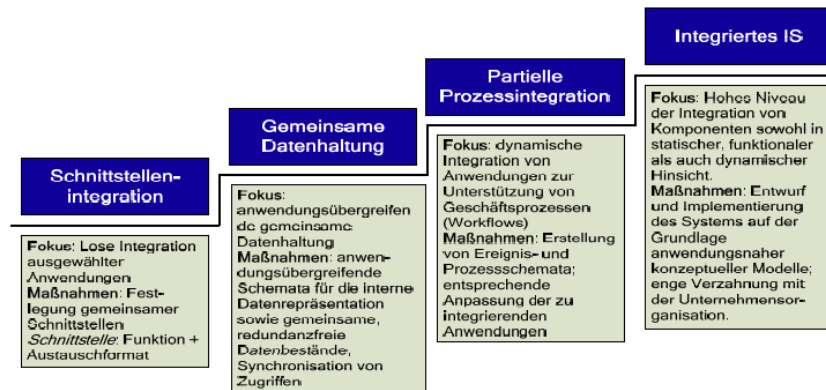 Schnittstellen-
integration
Fokus: Lose Integration
ausgewählter
Anwendungen
Maßnahmen: Fest-
legung gemeinsamer
Schnittstellen
Schnittstelle: Funktion +
Austauschformat
Gemeinsame
Datenhaltung
Fokus:
anwendungsübergreifen
de gemeinsame
Datenhaltung
Maßnahmen: anwen-
dungsübergreifende
Schemata für die interne
Datenrepräsentation
sowie gemeinsame,
redundanzfreie
Datenbestände,
Synchronisation von
Zugriffen
Partielle
Prozessintegration
Fokus: dynamische
Integration von
Anwendungen zur
Unterstützung von
Geschäftsprozessen
(Workflows)
Maßnahmen: Erstellung
von Ereignis- und
Prozessschemata;
entsprechende
Anpassung der zu
integrierenden
Anwendungen
Integriertes IS
Fokus: Hohes Niveau
der Integration von
Komponenten sowohl in
statischer, funktionaler
als auch dynamischer
Hinsicht.
Maßnahmen: Entwurf
und Implementierung
des Systems auf der
Grundlage
anwendungsnaher
konzeptueller Modelle;
enge Verzahnung mit
der Unternehmensor-
ganisation.